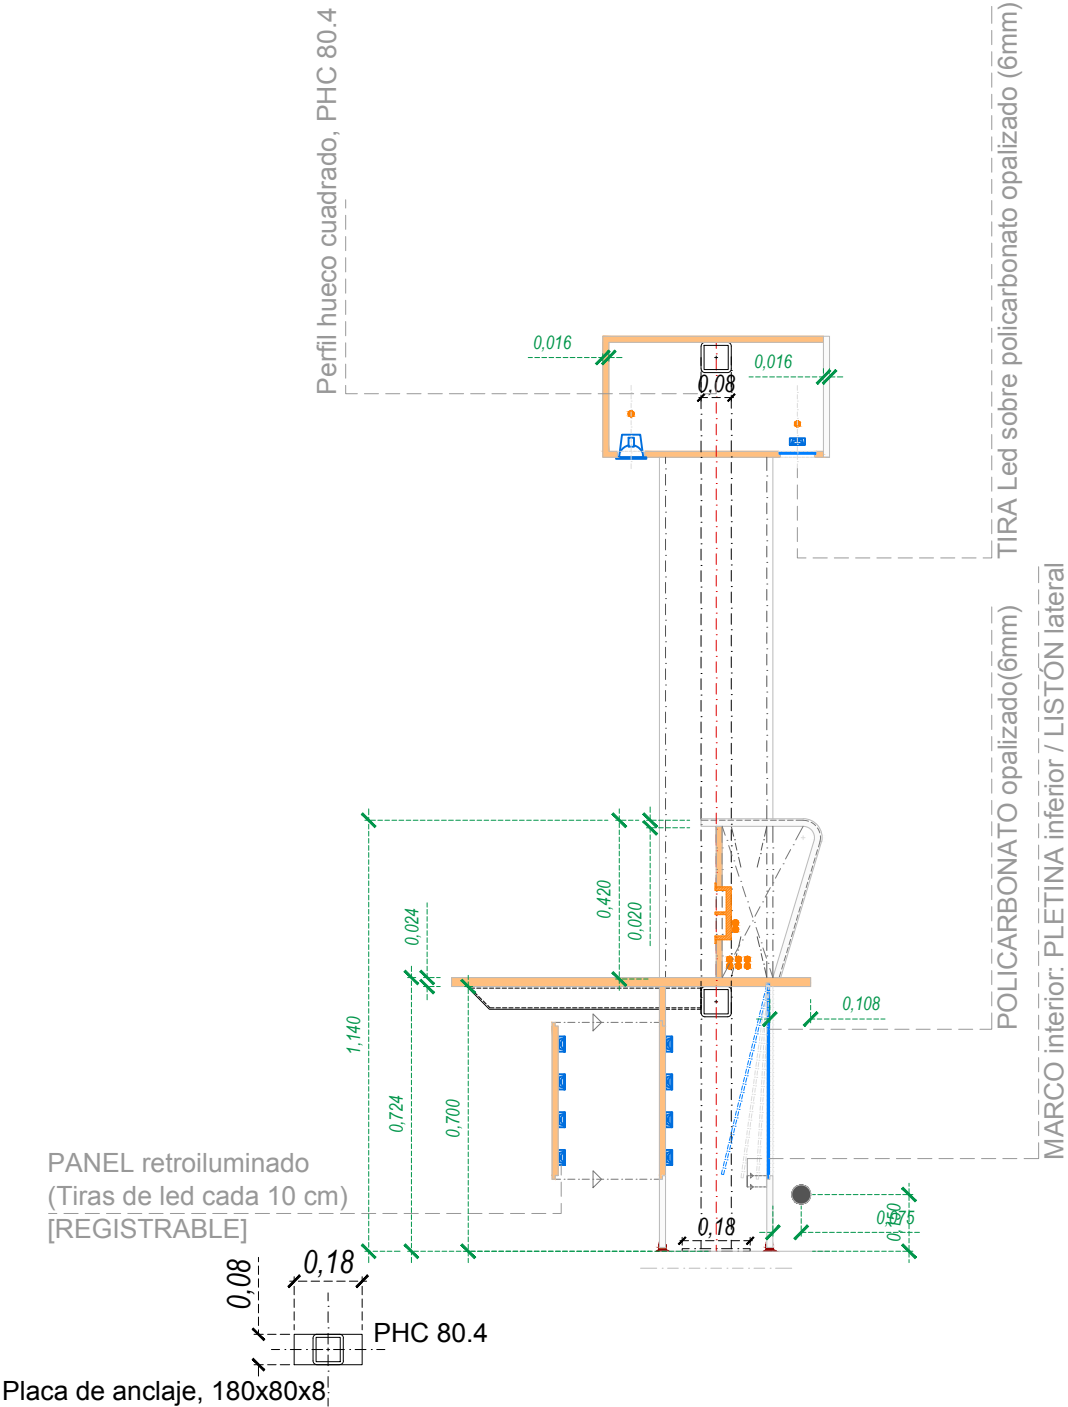 Perfil hueco cuadrado, PHC 80.4
TIRA Led sobre policarbonato opalizado (6mm)
0,016
0,016
0,08
POLICARBONATO opalizado(6mm)
MARCO interior: PLETINA inferior / LISTÓN lateral
0,420
0,020
0,024
1,140
0,724
0,700
0,108
PANEL retroiluminado
(Tiras de led cada 10 cm)
[REGISTRABLE]
0,18
0,150
0,08
0,18
PHC 80.4
Placa de anclaje, 180x80x8